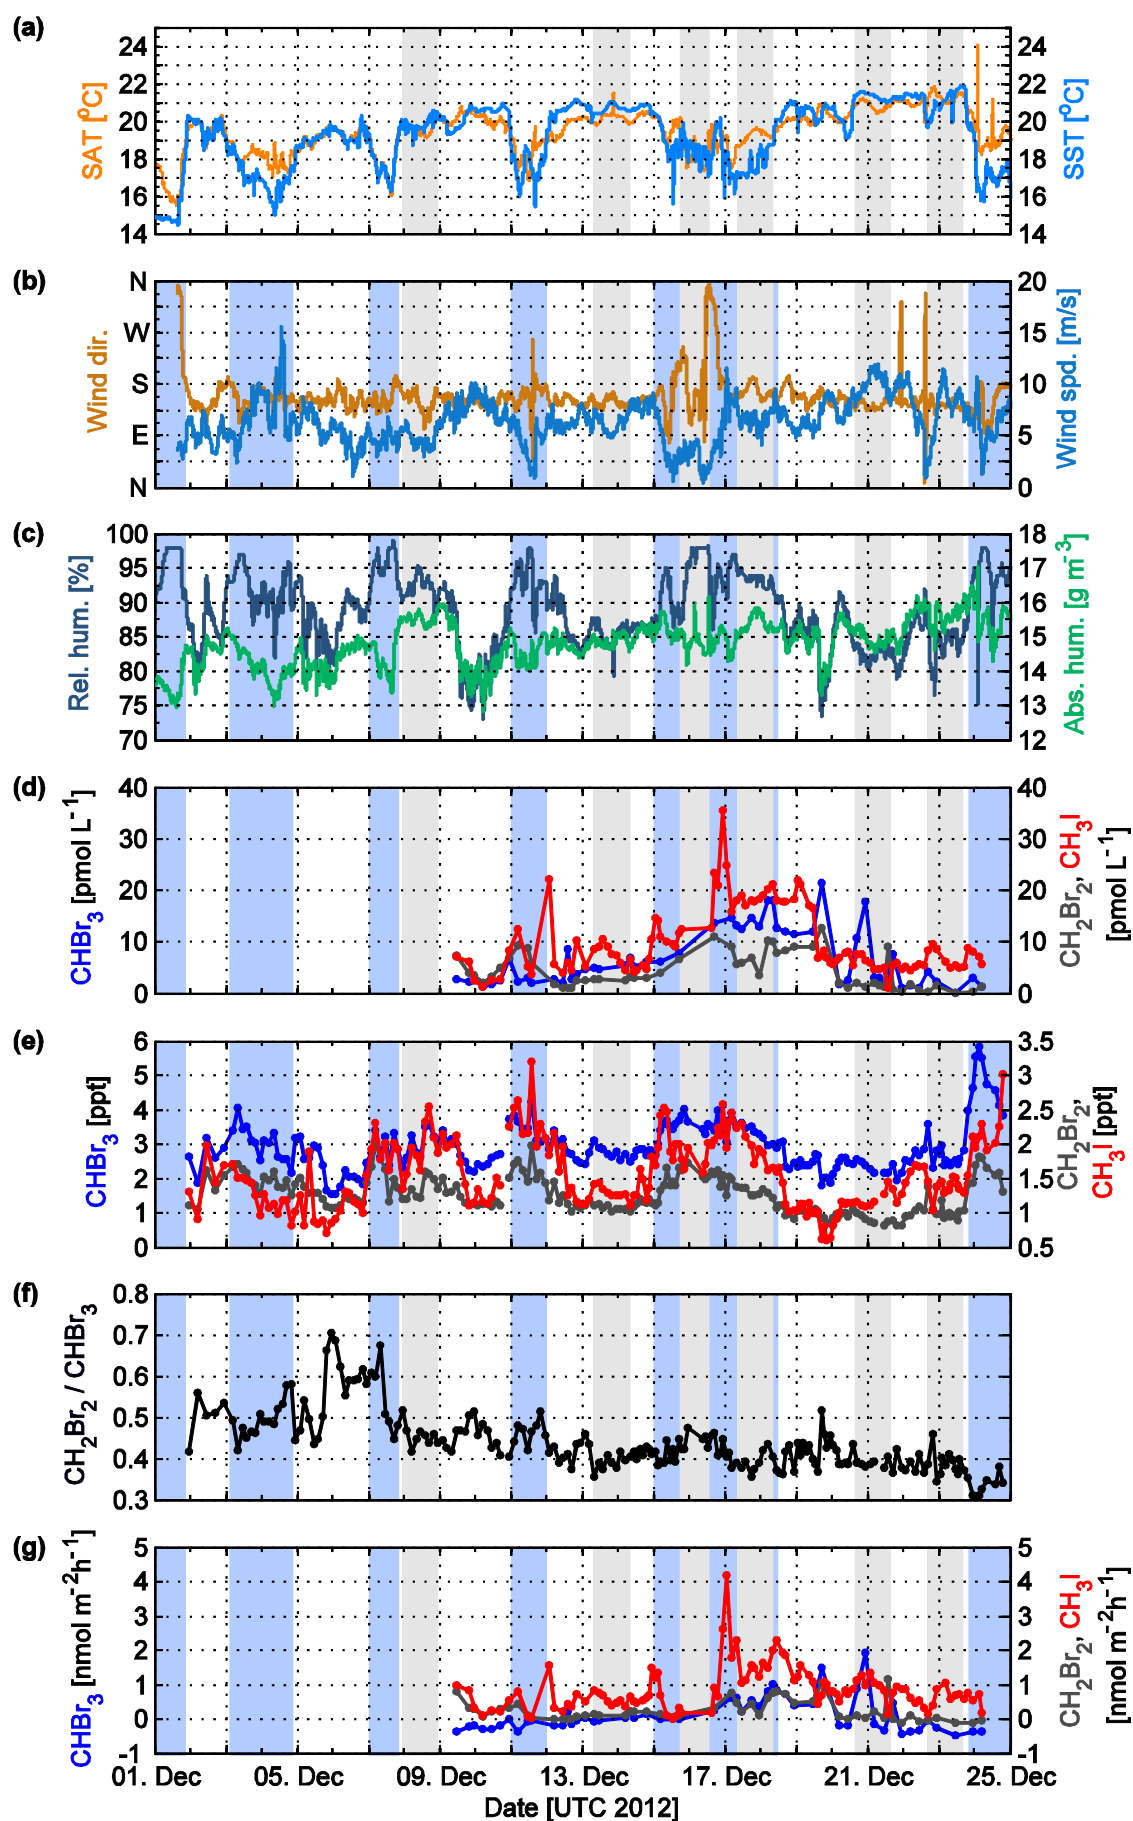 (a)
SAT [°C]
24
22
20
18
16
14
24
22
20
18
16
14
SST [°C]
(b)
Wind dir.
N
W
S
E
N
20
15
10
5
0
Wind spd. [m/s]
(c)
Rel. hum. [%]
100
95
90
85
80
75
70
18
17
16
15
14
13
12
Abs. hum. [g m⁻³]
(d)
CHBr₃ [pmol L⁻¹]
40
30
20
10
0
40
30
20
10
0
CH₂Br₂, CH₃I
[pmol L⁻¹]
(e)
CHBr₃ [ppt]
6
5
4
3
2
1
0
3.5
3
2.5
2
1.5
1
0.5
CH₂Br₂,
CH₃I [ppt]
(f)
CH₂Br₂ / CHBr₃
0.8
0.7
0.6
0.5
0.4
0.3
(g)
CHBr₃ [nmol m⁻²h⁻¹]
5
4
3
2
1
0
-1
5
4
3
2
1
0
-1
CH₂Br₂, CH₃I
[nmol m⁻²h⁻¹]
01. Dec 05. Dec 09. Dec 13. Dec 17. Dec 21. Dec 25. Dec
Date [UTC 2012]